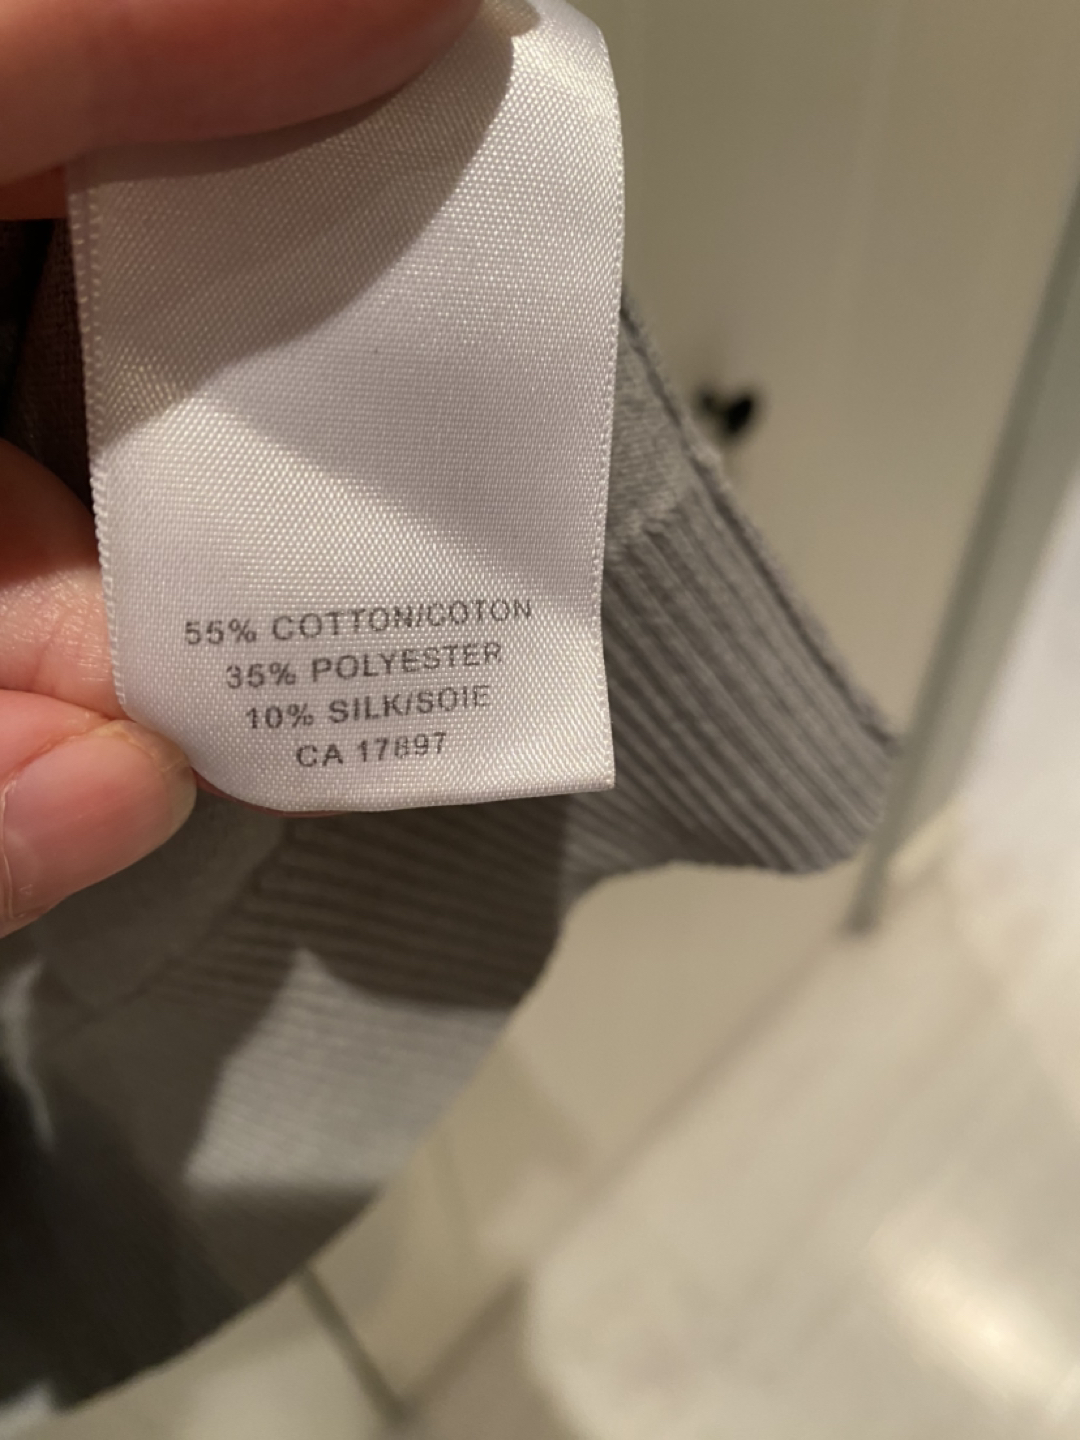 55% COTTON/COTON
35% POLYESTER
10% SILK/SOIE
CA 17897